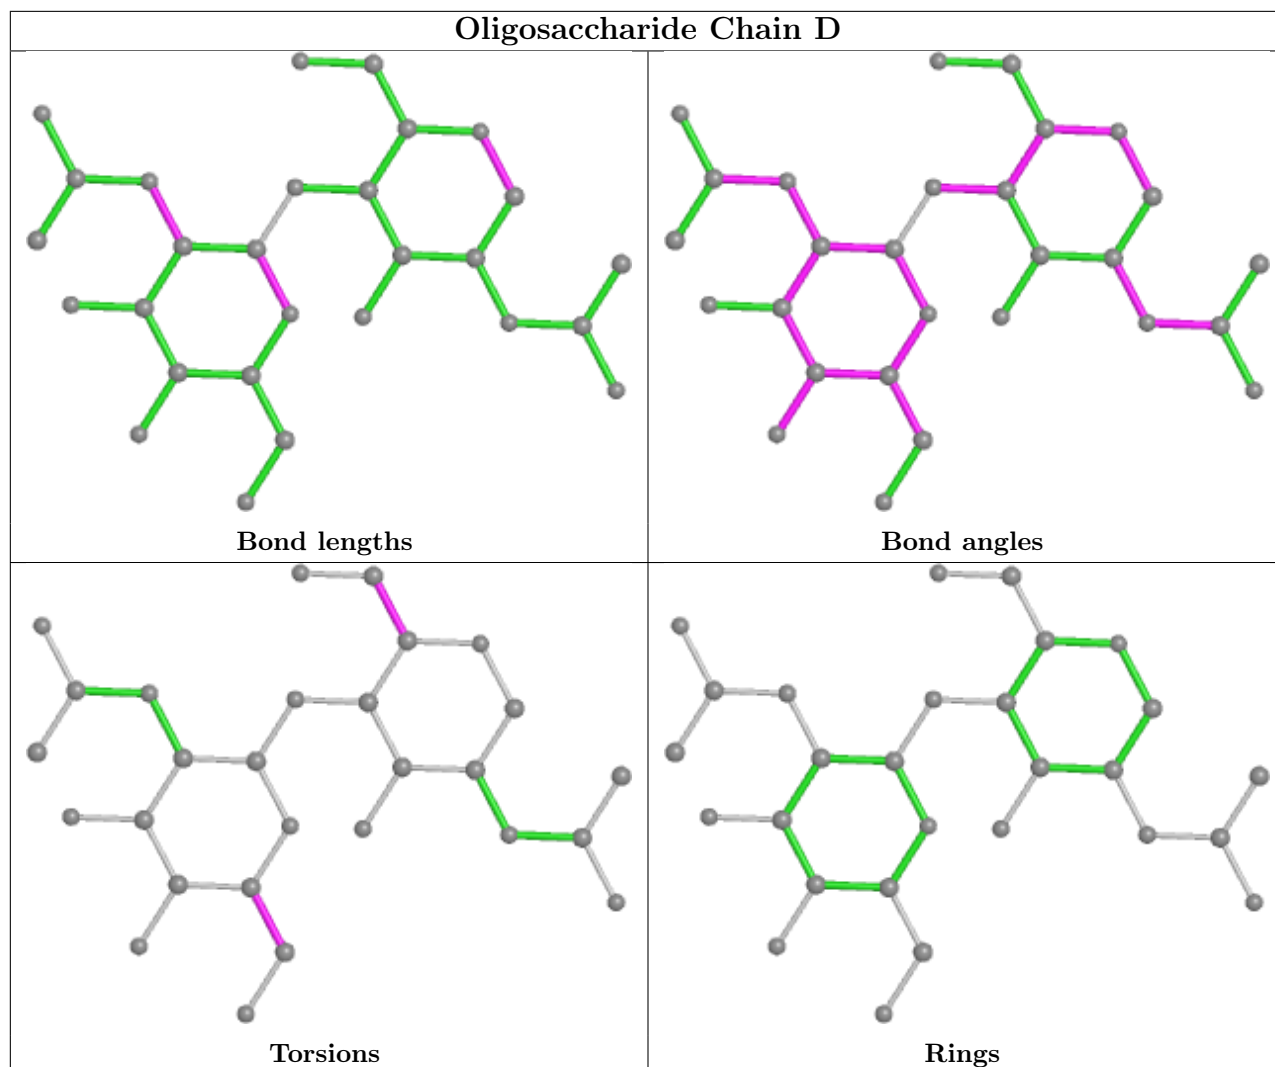 Oligosaccharide Chain D
Bond lengths
Bond angles
Torsions
Rings